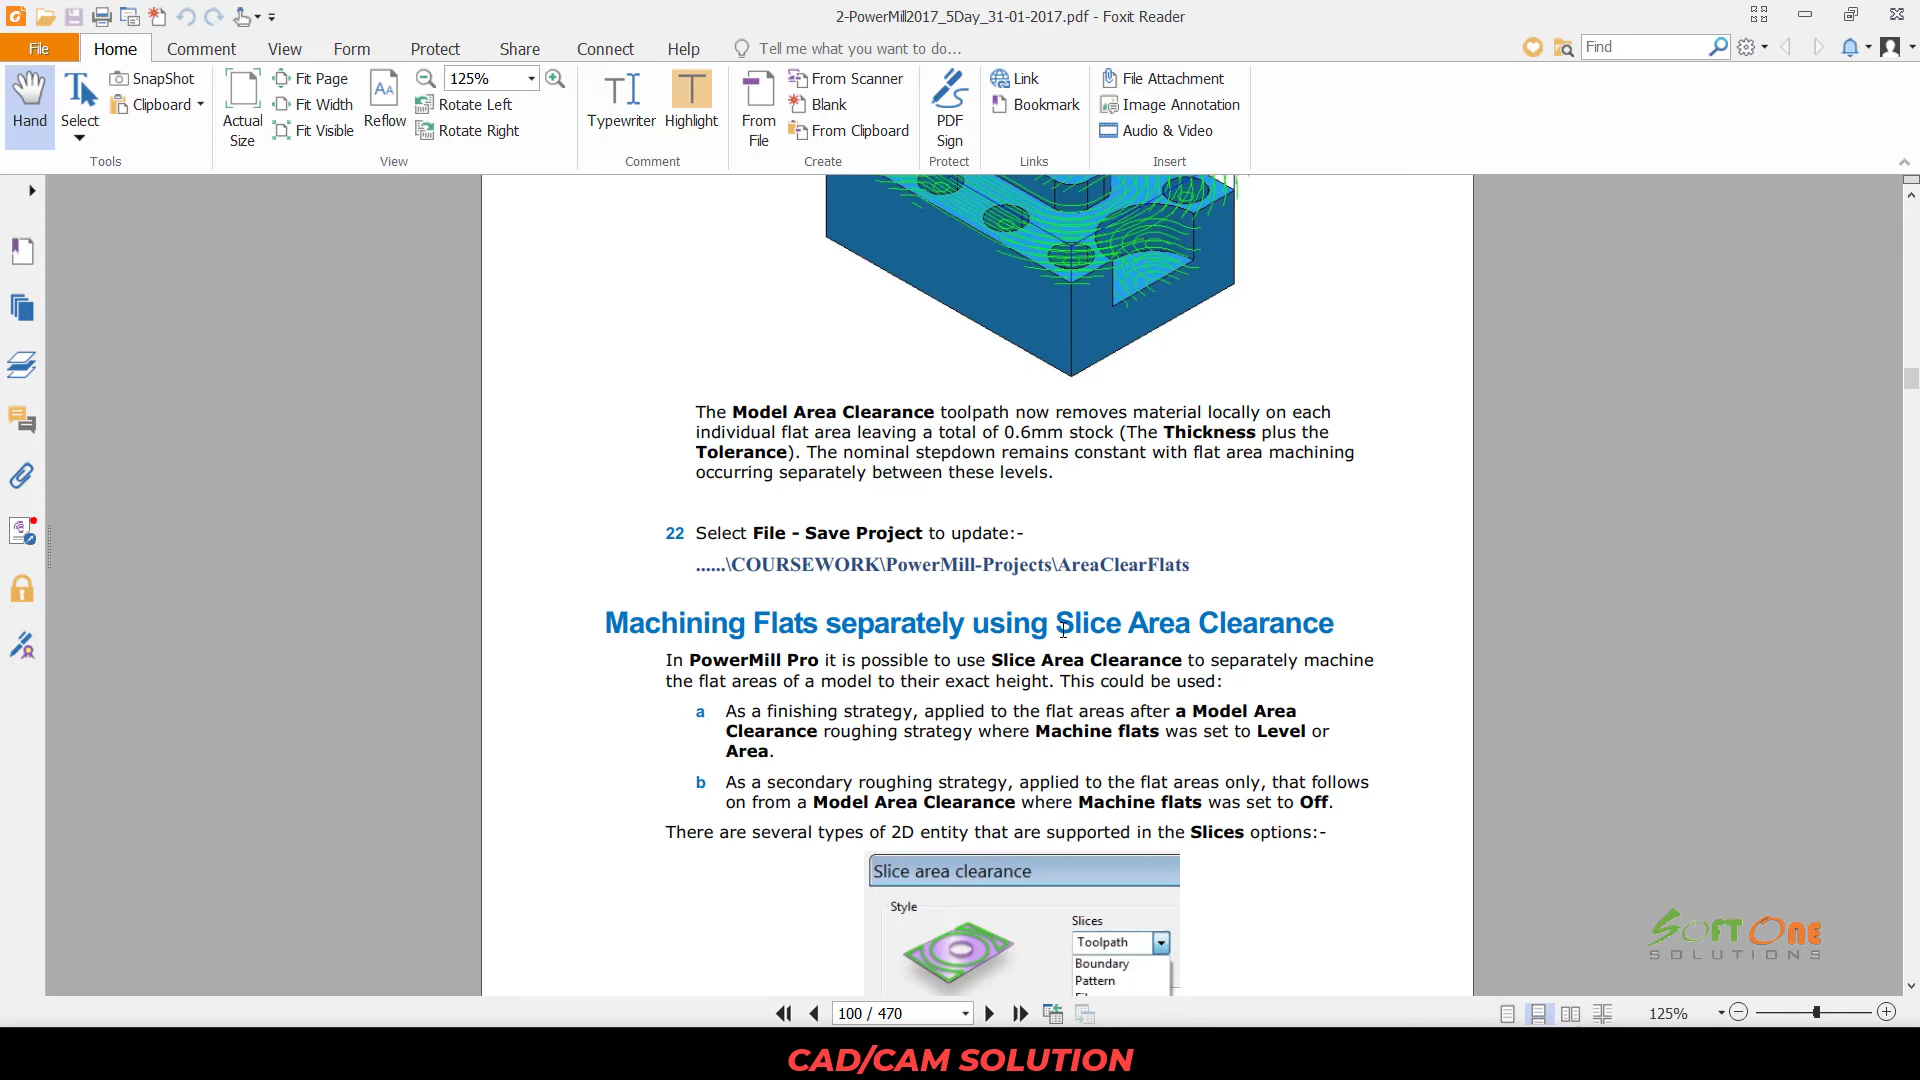 2-PowerMill2017_5Day_31-01-2017.pdf - Foxit Reader
File Home Comment View Form Protect Share Connect Help Tell me what you want to do... Find
Hand
Select
SnapShot
Clipboard
Tools
Actual Size
Fit Page
Fit Width
Fit Visible
Reflow
125%
Rotate Left
Rotate Right
View
Typewriter
Highlight
Comment
From File
From Scanner
Blank
From Clipboard
Create
PDF Sign
Protect
Link
Bookmark
Links
File Attachment
Image Annotation
Audio & Video
Insert
The Model Area Clearance toolpath now removes material locally on each
individual flat area leaving a total of 0.6mm stock (The Thickness plus the
Tolerance). The nominal stepdown remains constant with flat area machining
occurring separately between these levels.
22 Select File - Save Project to update:-
......\COURSEWORK\PowerMill-Projects\AreaClearFlats
Machining Flats separately using Slice Area Clearance
In PowerMill Pro it is possible to use Slice Area Clearance to separately machine
the flat areas of a model to their exact height. This could be used:
a As a finishing strategy, applied to the flat areas after a Model Area
Clearance roughing strategy where Machine flats was set to Level or
Area.
b As a secondary roughing strategy, applied to the flat areas only, that follows
on from a Model Area Clearance where Machine flats was set to Off.
There are several types of 2D entity that are supported in the Slices options:-
Slice area clearance
Style
Slices
Toolpath
Boundary
Pattern
SOFT ONE
SOLUTIONS
100 / 470
125%
CAD/CAM SOLUTION